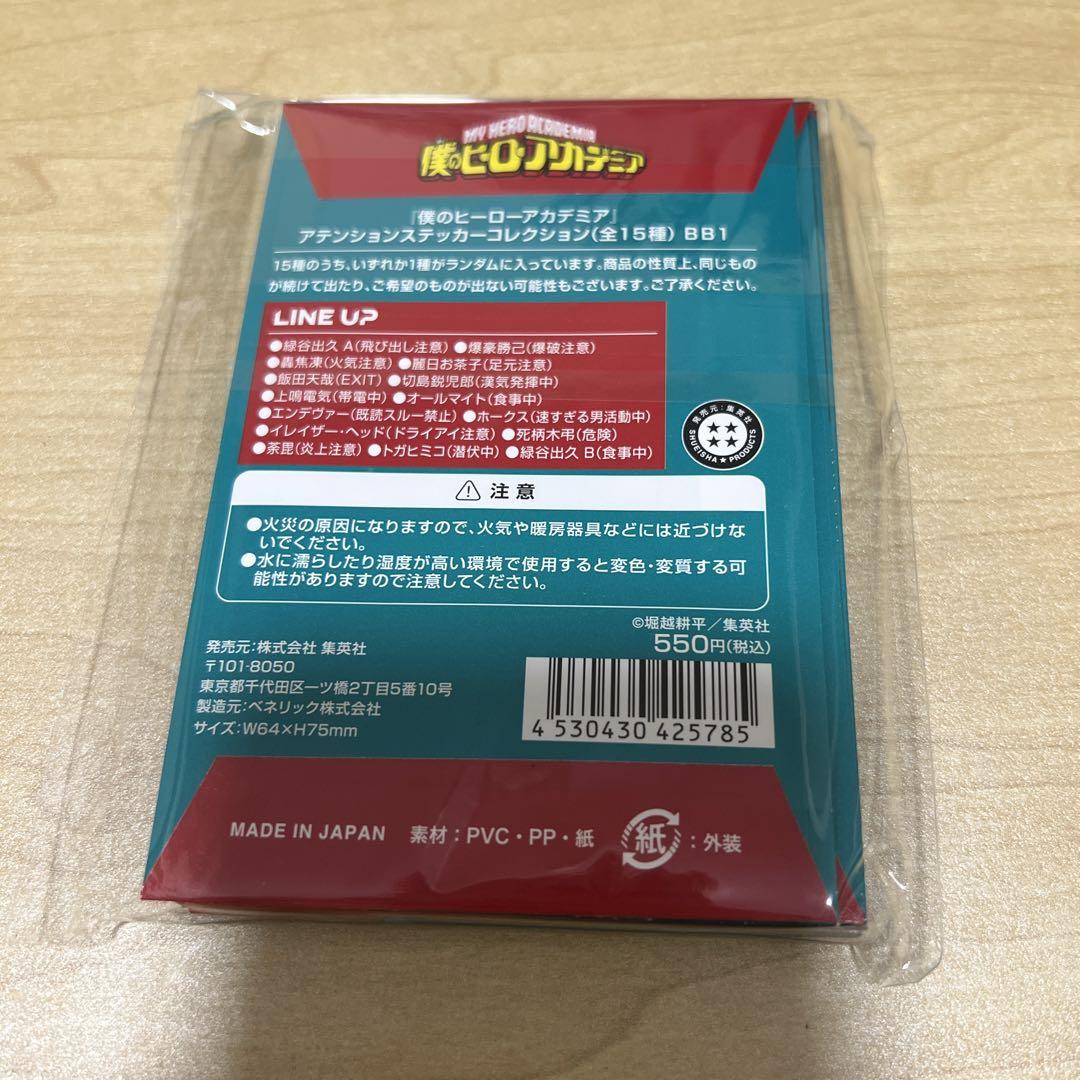 MY HERO ACADEMIA
僕のヒーローアカデミア
『僕のヒーローアカデミア』
アテンションステッカーコレクション(全15種) BB1
15種のうち、いずれか1種がランダムに入っています。商品の性質上、同じもの
が続けて出たり、ご希望のものが出ない可能性もございます。ご了承ください。
LINE UP
●緑谷出久 A(飛び出し注意) ●爆豪勝己(爆破注意)
●轟焦凍(火気注意) ●麗日お茶子(足元注意)
●飯田天哉(EXIT) ●切島鋭児郎(漢気発揮中)
●上鳴電気(帯電中) ●オールマイト(食事中)
●エンデヴァー(既読スルー禁止) ●ホークス(速すぎる男活動中)
●イレイザー・ヘッド(ドライアイ注意) ●死柄木弔(危険)
●荼毘(炎上注意) ●トガヒミコ(潜伏中) ●緑谷出久 B(食事中)
発売元:集英社
SHUEISHA ★ PRODUCTS
⚠ 注意
●火災の原因になりますので、火気や暖房器具などには近づけな
いでください。
●水に濡らしたり湿度が高い環境で使用すると変色・変質する可
能性がありますので注意してください。
©堀越耕平／集英社
550円(税込)
発売元:株式会社 集英社
〒101-8050
東京都千代田区一ツ橋2丁目5番10号
製造元:ベネリック株式会社
サイズ:W64×H75mm
4 530430 425785
MADE IN JAPAN 素材:PVC・PP・紙 紙:外装